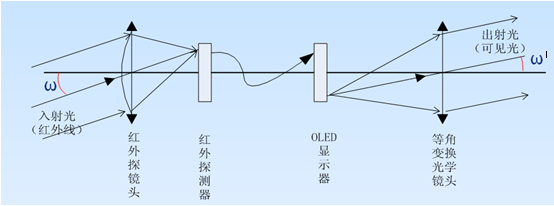 出射光
（可见光）
ω
ωᴵ
入射光
（红外线）
红外探镜头
红外探测器
OLED
显示器
等角
变换
光学
镜头